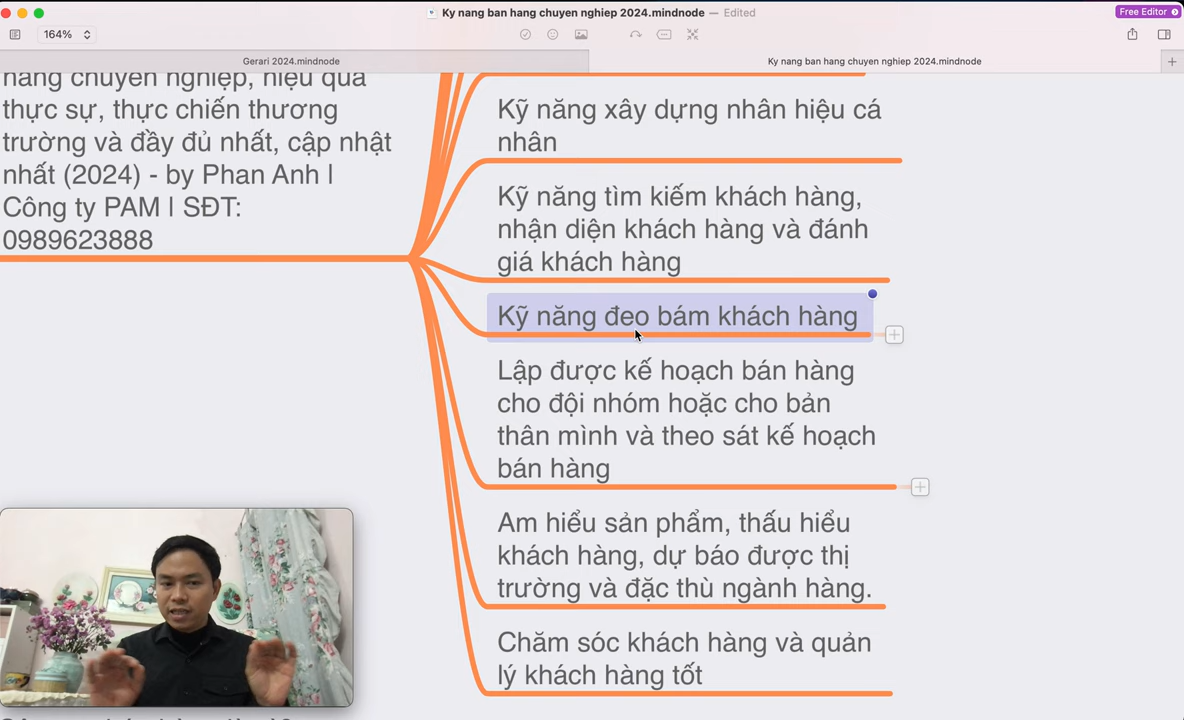 Ky nang ban hang chuyen nghiep 2024.mindnode — Edited
Free Editor
164%
Gerari 2024.mindnode
Ky nang ban hang chuyen nghiep 2024.mindnode
năng chuyên nghiệp, hiệu quả
thực sự, thực chiến thương
trường và đầy đủ nhất, cập nhật
nhất (2024) - by Phan Anh |
Công ty PAM | SĐT:
0989623888
Kỹ năng xây dựng nhân hiệu cá
nhân
Kỹ năng tìm kiếm khách hàng,
nhận diện khách hàng và đánh
giá khách hàng
Kỹ năng đeo bám khách hàng
Lập được kế hoạch bán hàng
cho đội nhóm hoặc cho bản
thân mình và theo sát kế hoạch
bán hàng
Am hiểu sản phẩm, thấu hiểu
khách hàng, dự báo được thị
trường và đặc thù ngành hàng.
Chăm sóc khách hàng và quản
lý khách hàng tốt